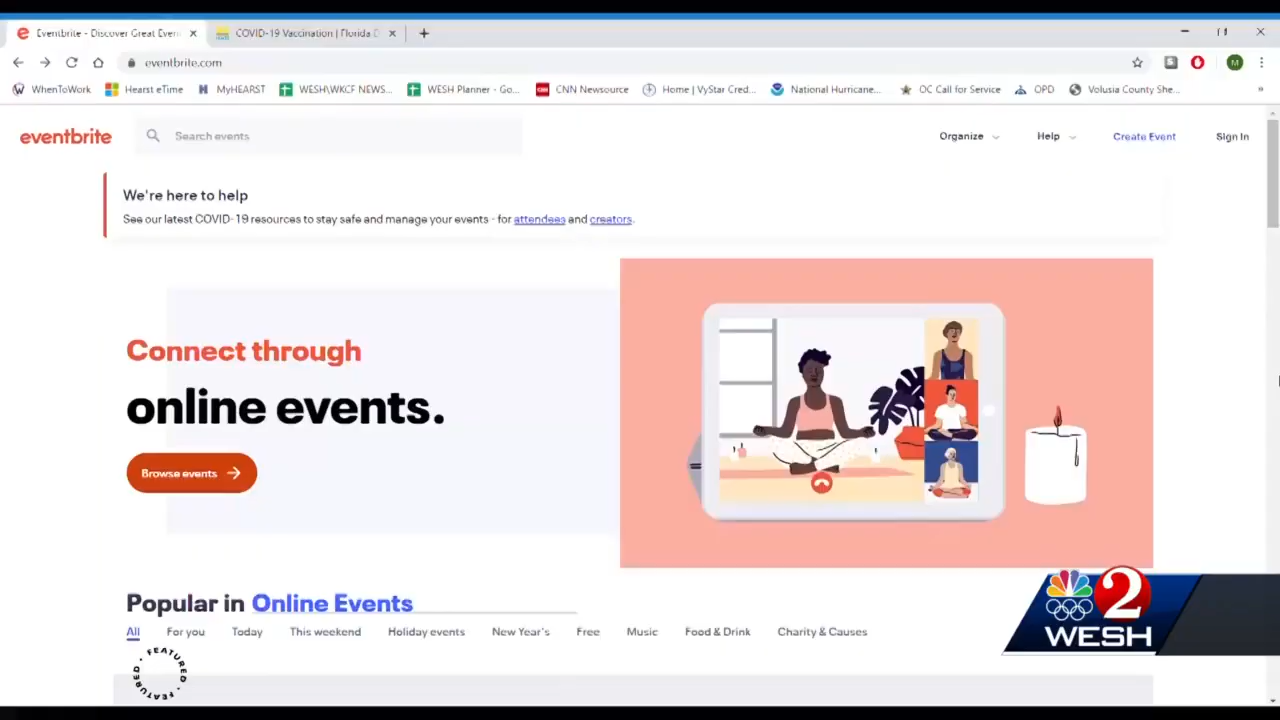 Eventbrite - Discover Great Even
COVID-19 Vaccination | Florida D
eventbrite.com
M
WhenToWork
Hearst eTime
MyHEARST
WESH\WKCF NEWS...
WESH Planner - Go...
CNN Newsource
Home | VyStar Cred...
National Hurricane...
OC Call for Service
OPD
Volusia County She...
»
eventbrite
Search events
Organize
Help
Create Event
Sign In
We're here to help
See our latest COVID-19 resources to stay safe and manage your events - for attendees and creators.
Connect through
online events.
Browse events →
Popular in Online Events
All
For you
Today
This weekend
Holiday events
New Year's
Free
Music
Food & Drink
Charity & Causes
FEATURED • FEATURED •
2
WESH